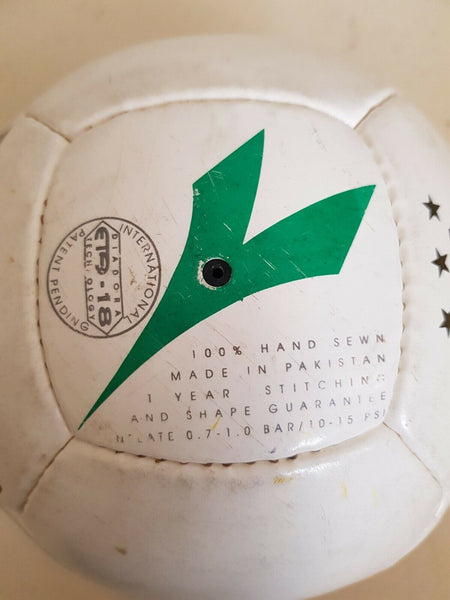 INTERNATIONAL
DIADORA
ETP-18
PATENT PENDING
100% HAND SEWN
MADE IN PAKISTAN
1 YEAR STITCHING
AND SHAPE GUARANTEE
0.7-1.0 BAR/10-15 PSI